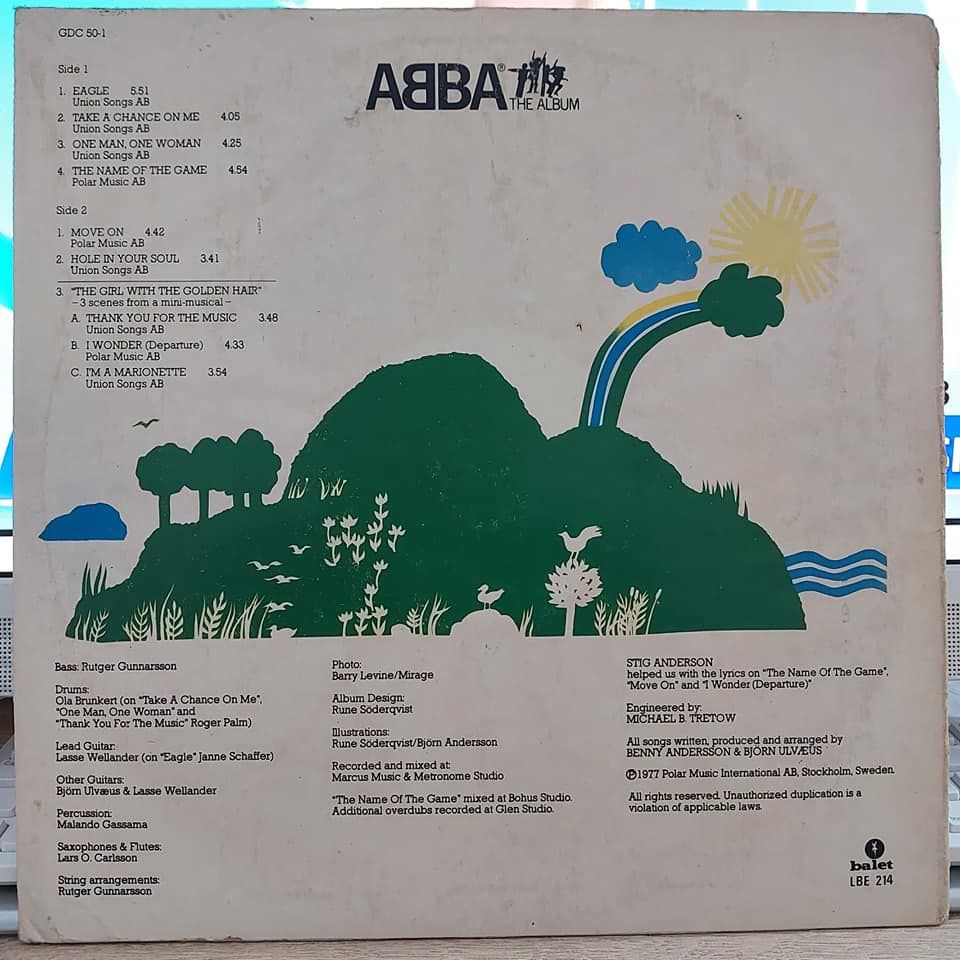 GDC 50-1
ABBA® THE ALBUM
Side 1
1. EAGLE 5.51
Union Songs AB
2. TAKE A CHANCE ON ME 4.05
Union Songs AB
3. ONE MAN, ONE WOMAN 4.25
Union Songs AB
4. THE NAME OF THE GAME 4.54
Polar Music AB
Side 2
1. MOVE ON 4.42
Polar Music AB
2. HOLE IN YOUR SOUL 3.41
Union Songs AB
3. "THE GIRL WITH THE GOLDEN HAIR"
– 3 scenes from a mini-musical –
A. THANK YOU FOR THE MUSIC 3.48
Union Songs AB
B. I WONDER (Departure) 4.33
Polar Music AB
C. I'M A MARIONETTE 3.54
Union Songs AB
Bass: Rutger Gunnarsson
Drums:
Ola Brunkert (on "Take A Chance On Me",
"One Man, One Woman" and
"Thank You For The Music" Roger Palm)
Lead Guitar:
Lasse Wellander (on "Eagle" Janne Schaffer)
Other Guitars:
Björn Ulvæus & Lasse Wellander
Percussion:
Malando Gassama
Saxophones & Flutes:
Lars O. Carlsson
String arrangements:
Rutger Gunnarsson
Photo:
Barry Levine/Mirage
Album Design:
Rune Söderqvist
Illustrations:
Rune Söderqvist/Björn Andersson
Recorded and mixed at:
Marcus Music & Metronome Studio
"The Name Of The Game" mixed at Bohus Studio.
Additional overdubs recorded at Glen Studio.
STIG ANDERSON
helped us with the lyrics on "The Name Of The Game",
"Move On" and "I Wonder (Departure)"
Engineered by:
MICHAEL B. TRETOW
All songs written, produced and arranged by
BENNY ANDERSSON & BJÖRN ULVÆUS
℗1977 Polar Music International AB, Stockholm, Sweden.
All rights reserved. Unauthorized duplication is a
violation of applicable laws.
balet
LBE 214